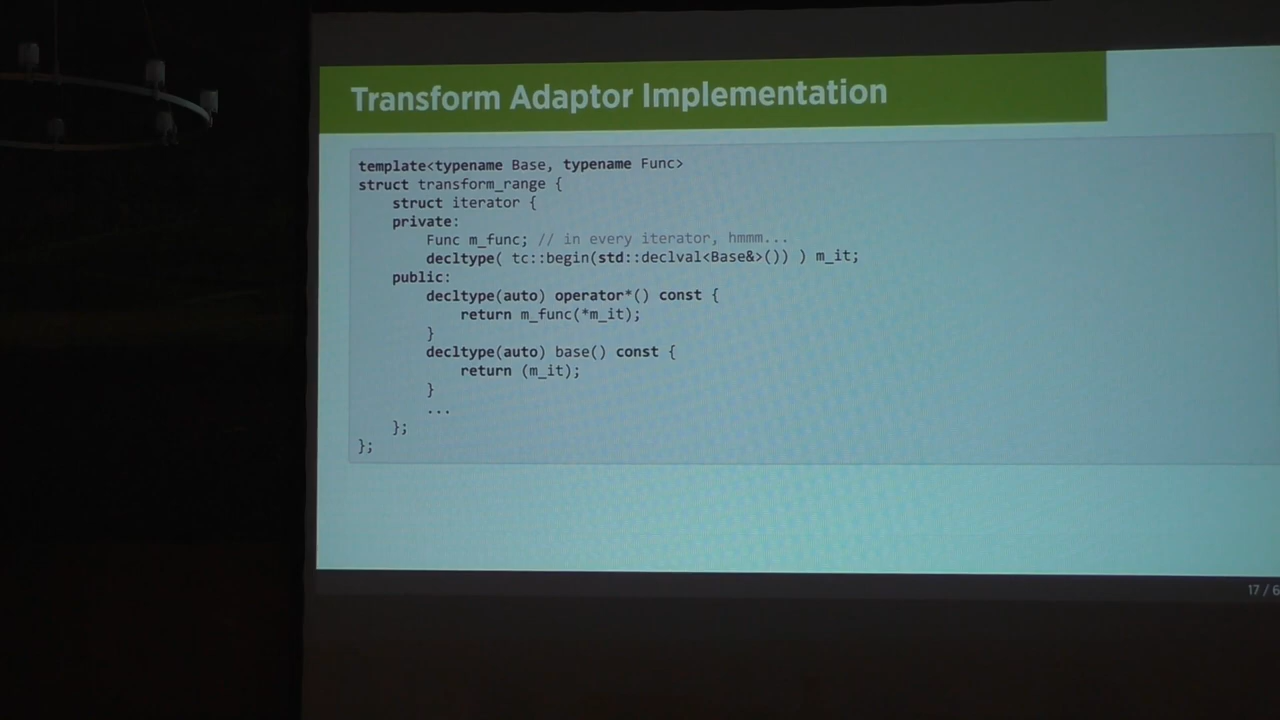 Transform Adaptor Implementation
template<typename Base, typename Func>
struct transform_range {
struct iterator {
private:
Func m_func; // in every iterator, hmmm...
decltype( tc::begin(std::declval<Base&>()) ) m_it;
public:
decltype(auto) operator*() const {
return m_func(*m_it);
}
decltype(auto) base() const {
return (m_it);
}
...
};
};
17 / 6